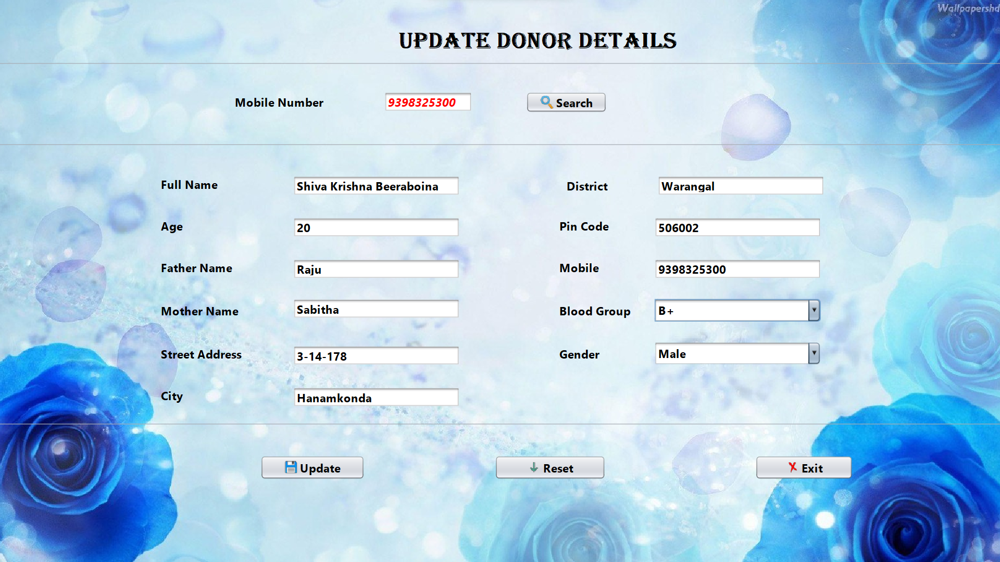 Wallpapershd
UPDATE DONOR DETAILS
Mobile Number 9398325300 Search
Full Name Shiva Krishna Beeraboina District Warangal
Age 20 Pin Code 506002
Father Name Raju Mobile 9398325300
Mother Name Sabitha Blood Group B+
Street Address 3-14-178 Gender Male
City Hanamkonda
Update Reset Exit